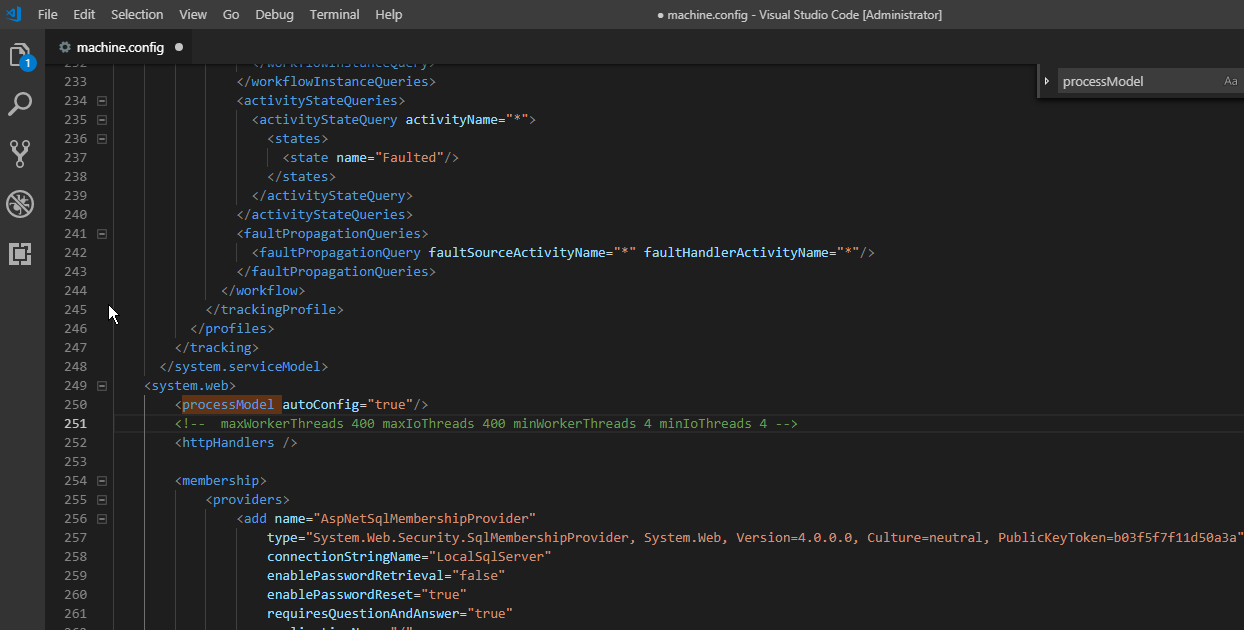 File Edit Selection View Go Debug Terminal Help ● machine.config - Visual Studio Code [Administrator]
machine.config ●
1
processModel Aa
232 </workflowInstanceQuery>
233 </workflowInstanceQueries>
234 <activityStateQueries>
235 <activityStateQuery activityName="*">
236 <states>
237 <state name="Faulted"/>
238 </states>
239 </activityStateQuery>
240 </activityStateQueries>
241 <faultPropagationQueries>
242 <faultPropagationQuery faultSourceActivityName="*" faultHandlerActivityName="*"/>
243 </faultPropagationQueries>
244 </workflow>
245 </trackingProfile>
246 </profiles>
247 </tracking>
248 </system.serviceModel>
249 <system.web>
250 <processModel autoConfig="true"/>
251 <!--  maxWorkerThreads 400 maxIoThreads 400 minWorkerThreads 4 minIoThreads 4 -->
252 <httpHandlers />
253
254 <membership>
255 <providers>
256 <add name="AspNetSqlMembershipProvider"
257 type="System.Web.Security.SqlMembershipProvider, System.Web, Version=4.0.0.0, Culture=neutral, PublicKeyToken=b03f5f7f11d50a3a"
258 connectionStringName="LocalSqlServer"
259 enablePasswordRetrieval="false"
260 enablePasswordReset="true"
261 requiresQuestionAndAnswer="true"